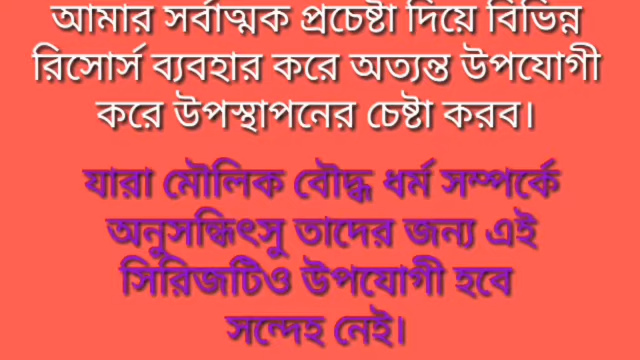 আমার সর্বাত্মক প্রচেষ্টা দিয়ে বিভিন্ন
রিসোর্স ব্যবহার করে অত্যন্ত উপযোগী
করে উপস্থাপনের চেষ্টা করব।
যারা মৌলিক বৌদ্ধ ধর্ম সম্পর্কে
অনুসন্ধিৎসু তাদের জন্য এই
সিরিজটিও উপযোগী হবে
সন্দেহ নেই।